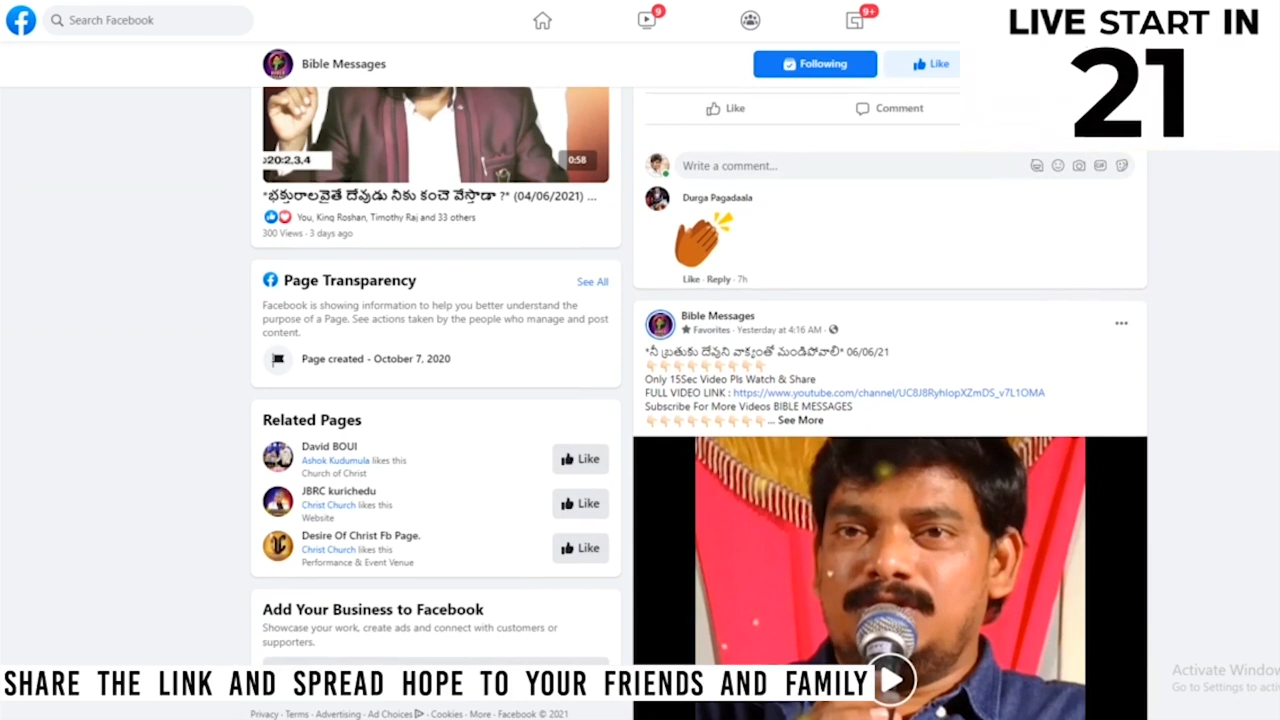 Search Facebook
9
9+
LIVE START IN
21
Bible Messages
Following
Like
Like
Comment
020:2,3,4
0:58
*భక్తురాలవైతే దేవుడు నీకు కంచె వేస్తాడా ?* (04/06/2021) ...
You, King Roshan, Timothy Raj and 33 others
300 Views · 3 days ago
Write a comment...
GIF
Durga Pagadaala
Like · Reply · 7h
Page Transparency
See All
Facebook is showing information to help you better understand the
purpose of a Page. See actions taken by the people who manage and post
content.
Page created - October 7, 2020
Related Pages
David BOUI
Ashok Kudumula likes this
Church of Christ
Like
JBRC kurichedu
Christ Church likes this
Website
Like
Desire Of Christ Fb Page.
Christ Church likes this
Performance & Event Venue
Like
Add Your Business to Facebook
Showcase your work, create ads and connect with customers or
supporters.
Bible Messages
Favorites · Yesterday at 4:16 AM ·
*నీ బ్రతుకు దేవుని వాక్యంతో మండిపోవాలి* 06/06/21
Only 15Sec Video Pls Watch & Share
FULL VIDEO LINK : https://www.youtube.com/channel/UC8J8RyhlopXZmDS_v7L1OMA
Subscribe For More Videos BIBLE MESSAGES
... See More
SHARE THE LINK AND SPREAD HOPE TO YOUR FRIENDS AND FAMILY
Activate Window
Go to Settings to acti
Privacy · Terms · Advertising · Ad Choices · Cookies · More · Facebook © 2021